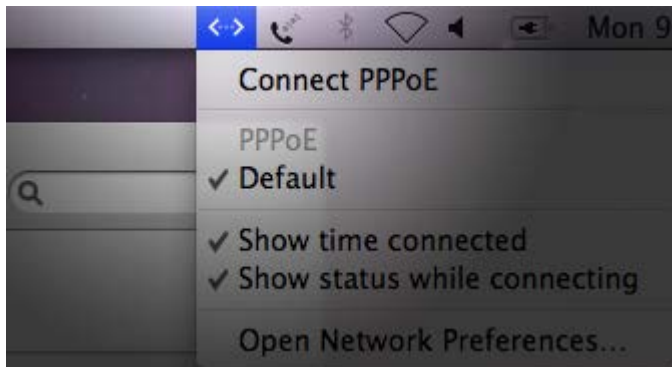 Mon 9
Connect PPPoE
PPPoE
Default
Show time connected
Show status while connecting
Open Network Preferences...